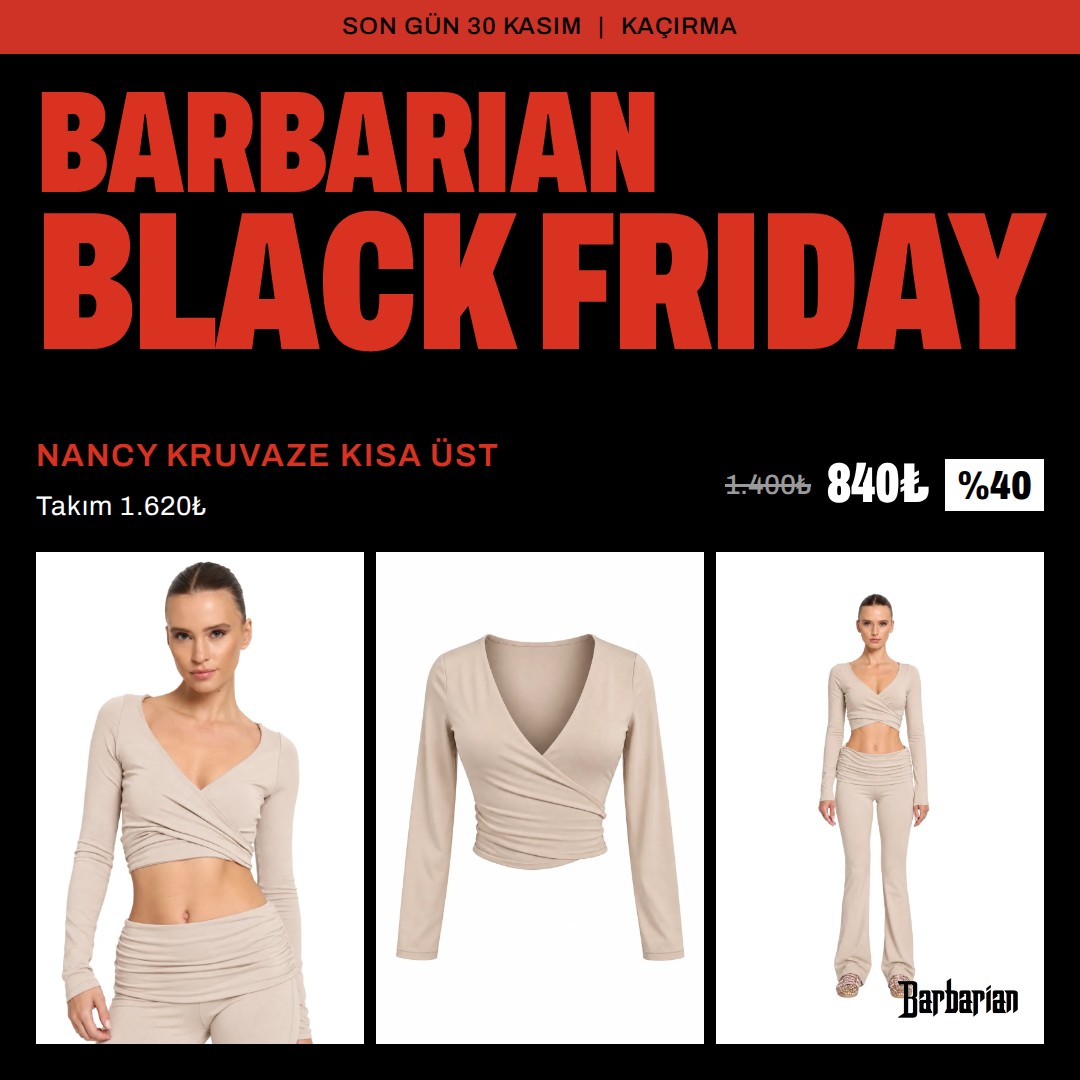 SON GÜN 30 KASIM | KAÇIRMA
BARBARIAN
BLACK FRIDAY
NANCY KRUVAZE KISA ÜST
Takım 1.620₺
1.400₺ 840₺ %40
Barbarian